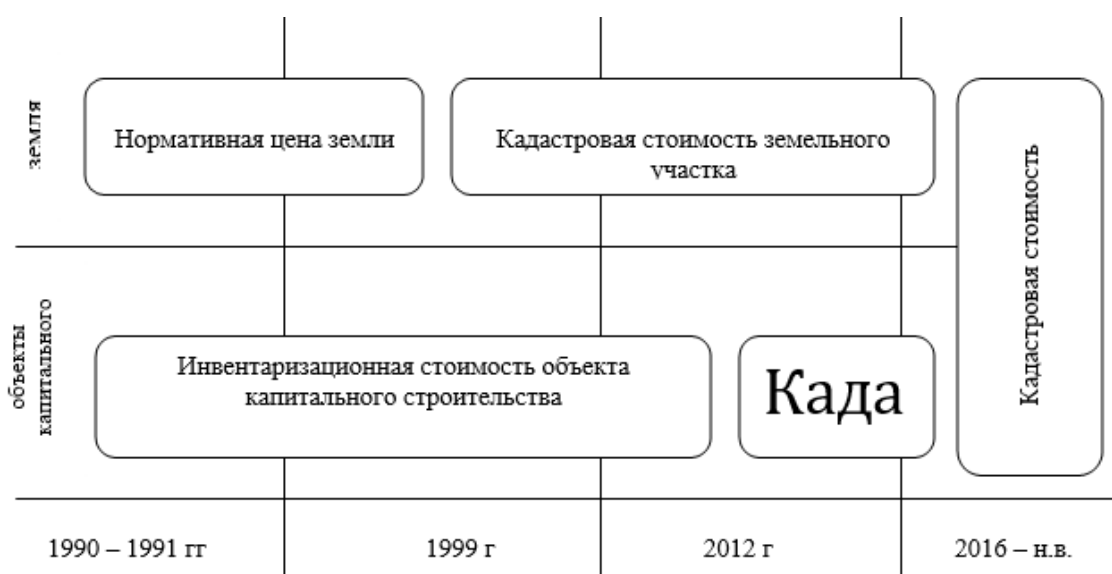 земля
Нормативная цена земли
Кадастровая стоимость земельного
участка
Кадастровая стоимость
объекты
капитального
Инвентаризационная стоимость объекта
капитального строительства
Када
1990 – 1991 гг
1999 г
2012 г
2016 – н.в.